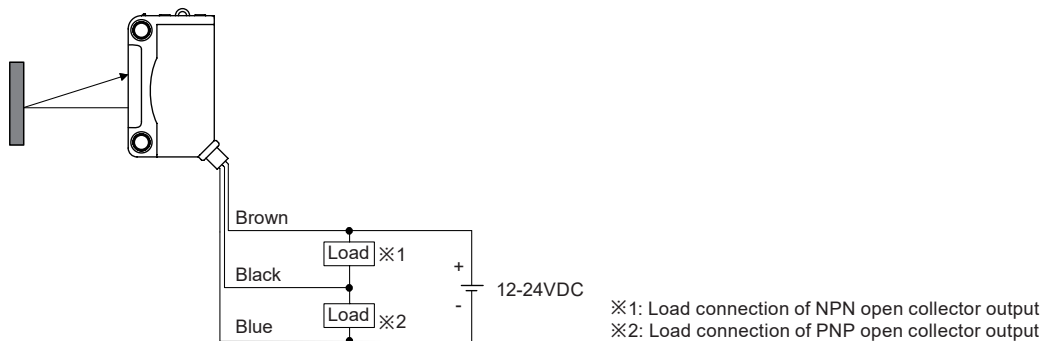 Brown
Load ※1
Black
+
12-24VDC
-
Load ※2
Blue
※1: Load connection of NPN open collector output
※2: Load connection of PNP open collector output